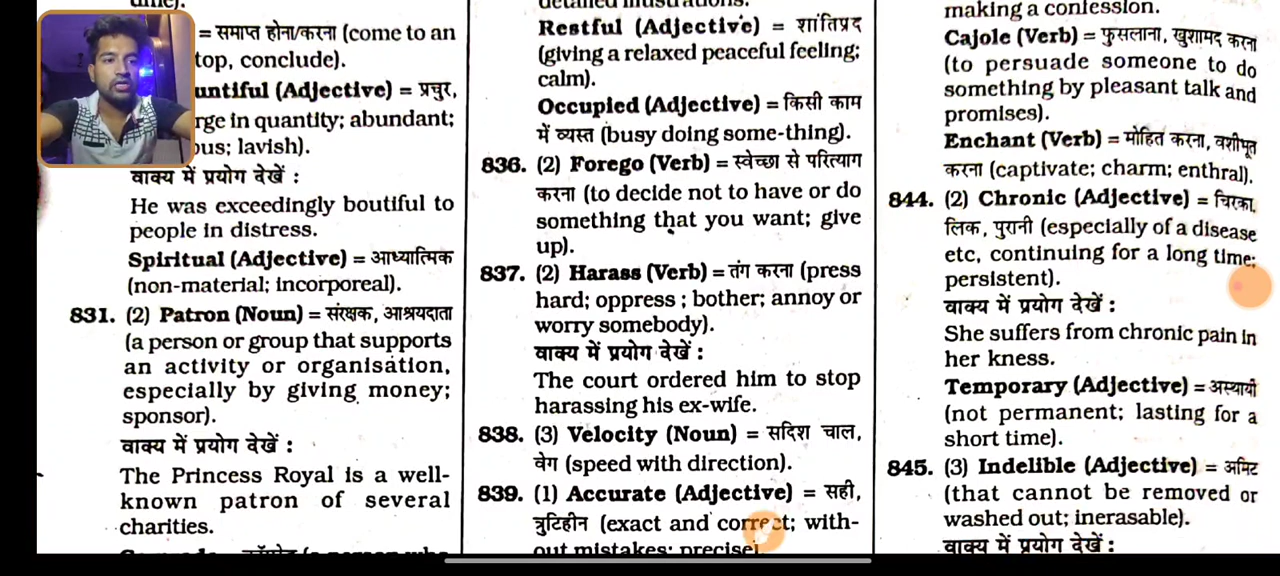 time).
= समाप्त होना/करना (come to an
top, conclude).
untiful (Adjective) = प्रचुर,
rge in quantity; abundant;
ous; lavish).
वाक्य में प्रयोग देखें :
He was exceedingly boutiful to
people in distress.
Spiritual (Adjective) = आध्यात्मिक
(non-material; incorporeal).
831. (2) Patron (Noun) = संरक्षक, आश्रयदाता
(a person or group that supports
an activity or organisation,
especially by giving money;
sponsor).
वाक्य में प्रयोग देखें :
The Princess Royal is a well-
known patron of several
charities.
detailed illustrations.
Restful (Adjective) = शांतिप्रद
(giving a relaxed peaceful feeling;
calm).
Occupied (Adjective) = किसी काम
में व्यस्त (busy doing some-thing).
836. (2) Forego (Verb) = स्वेच्छा से परित्याग
करना (to decide not to have or do
something that you want; give
up).
837. (2) Harass (Verb) = तंग करना (press
hard; oppress ; bother; annoy or
worry somebody).
वाक्य में प्रयोग देखें :
The court ordered him to stop
harassing his ex-wife.
838. (3) Velocity (Noun) = सदिश चाल,
वेग (speed with direction).
839. (1) Accurate (Adjective) = सही,
त्रुटिहीन (exact and correct; with-
out mistakes; precise)
making a confession.
Cajole (Verb) = फुसलाना, खुशामद करना
(to persuade someone to do
something by pleasant talk and
promises).
Enchant (Verb) = मोहित करना, वशीभूत
करना (captivate; charm; enthral).
844. (2) Chronic (Adjective) = चिरका
लिक, पुरानी (especially of a disease
etc, continuing for a long time;
persistent).
वाक्य में प्रयोग देखें :
She suffers from chronic pain in
her kness.
Temporary (Adjective) = अस्थायी
(not permanent; lasting for a
short time).
845. (3) Indelible (Adjective) = अमिट
(that cannot be removed or
washed out; inerasable).
वाक्य में प्रयोग देखें :